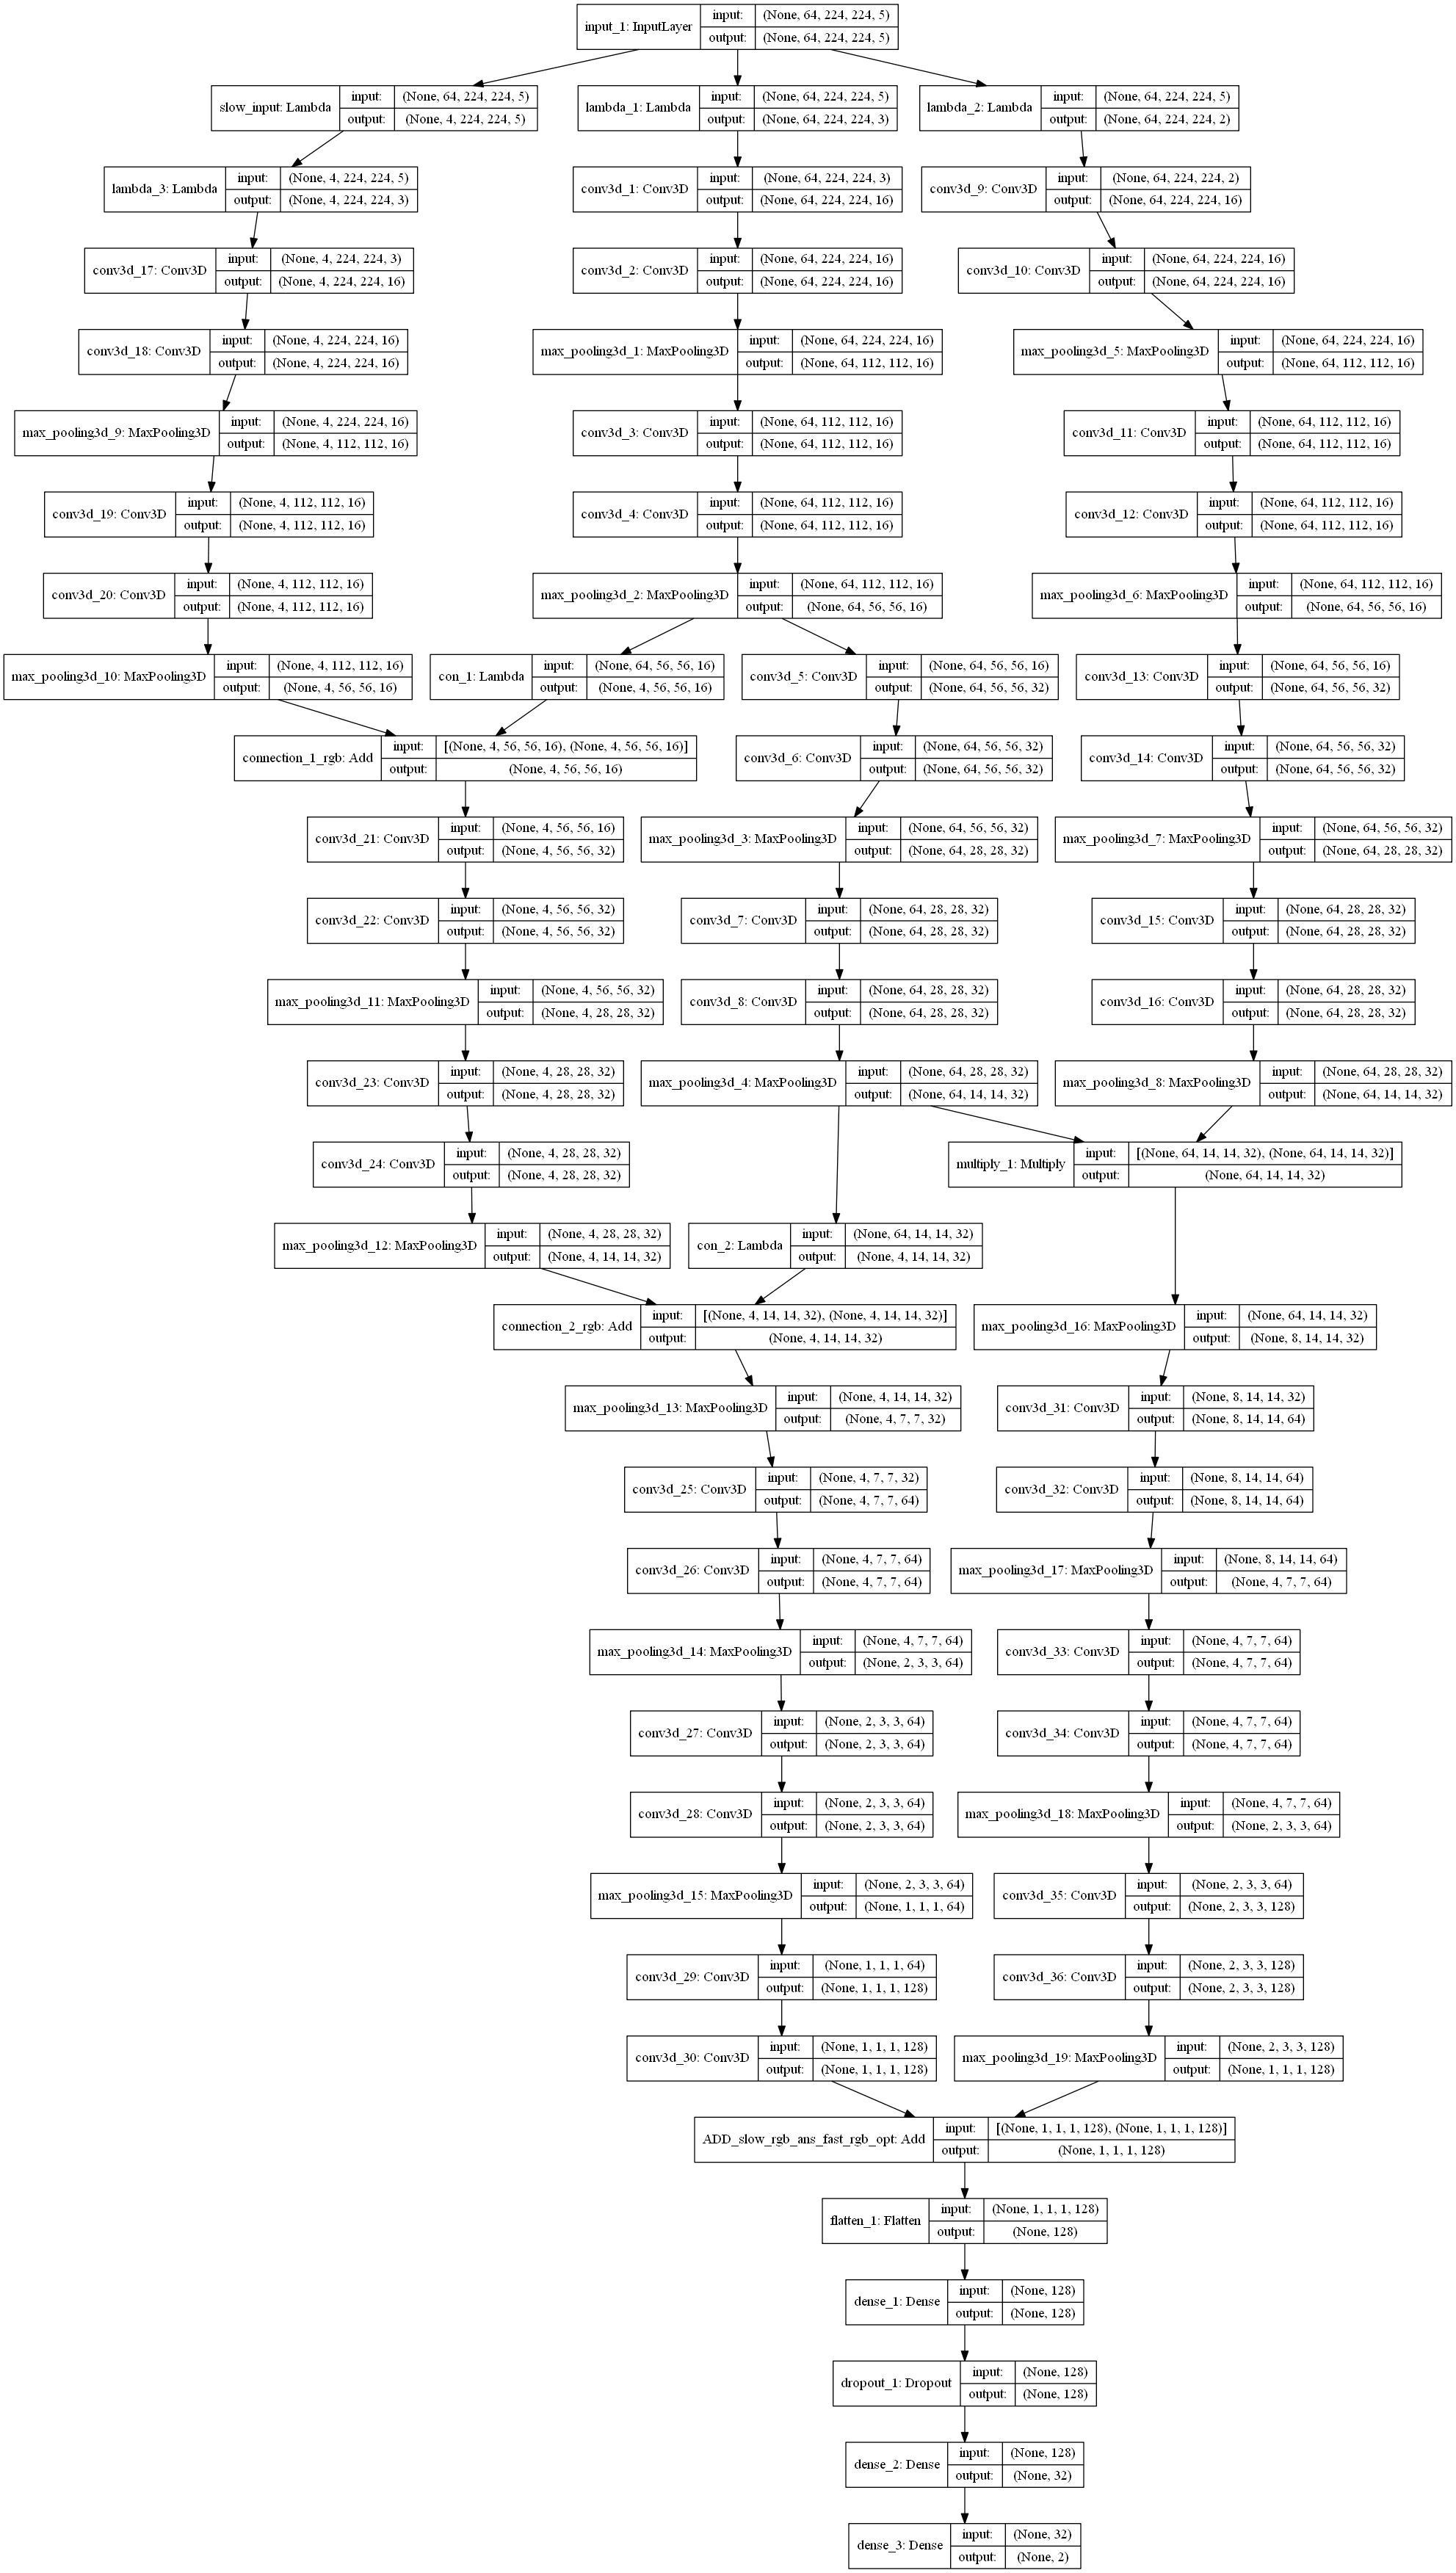 input_1: InputLayer
input: (None, 64, 224, 224, 5)
output: (None, 64, 224, 224, 5)
slow_input: Lambda
input: (None, 64, 224, 224, 5)
output: (None, 4, 224, 224, 5)
lambda_1: Lambda
input: (None, 64, 224, 224, 5)
output: (None, 64, 224, 224, 3)
lambda_2: Lambda
input: (None, 64, 224, 224, 5)
output: (None, 64, 224, 224, 2)
lambda_3: Lambda
input: (None, 4, 224, 224, 5)
output: (None, 4, 224, 224, 3)
conv3d_1: Conv3D
input: (None, 64, 224, 224, 3)
output: (None, 64, 224, 224, 16)
conv3d_9: Conv3D
input: (None, 64, 224, 224, 2)
output: (None, 64, 224, 224, 16)
conv3d_17: Conv3D
input: (None, 4, 224, 224, 3)
output: (None, 4, 224, 224, 16)
conv3d_2: Conv3D
input: (None, 64, 224, 224, 16)
output: (None, 64, 224, 224, 16)
conv3d_10: Conv3D
input: (None, 64, 224, 224, 16)
output: (None, 64, 224, 224, 16)
conv3d_18: Conv3D
input: (None, 4, 224, 224, 16)
output: (None, 4, 224, 224, 16)
max_pooling3d_1: MaxPooling3D
input: (None, 64, 224, 224, 16)
output: (None, 64, 112, 112, 16)
max_pooling3d_5: MaxPooling3D
input: (None, 64, 224, 224, 16)
output: (None, 64, 112, 112, 16)
max_pooling3d_9: MaxPooling3D
input: (None, 4, 224, 224, 16)
output: (None, 4, 112, 112, 16)
conv3d_3: Conv3D
input: (None, 64, 112, 112, 16)
output: (None, 64, 112, 112, 16)
conv3d_11: Conv3D
input: (None, 64, 112, 112, 16)
output: (None, 64, 112, 112, 16)
conv3d_19: Conv3D
input: (None, 4, 112, 112, 16)
output: (None, 4, 112, 112, 16)
conv3d_4: Conv3D
input: (None, 64, 112, 112, 16)
output: (None, 64, 112, 112, 16)
conv3d_12: Conv3D
input: (None, 64, 112, 112, 16)
output: (None, 64, 112, 112, 16)
conv3d_20: Conv3D
input: (None, 4, 112, 112, 16)
output: (None, 4, 112, 112, 16)
max_pooling3d_2: MaxPooling3D
input: (None, 64, 112, 112, 16)
output: (None, 64, 56, 56, 16)
max_pooling3d_6: MaxPooling3D
input: (None, 64, 112, 112, 16)
output: (None, 64, 56, 56, 16)
max_pooling3d_10: MaxPooling3D
input: (None, 4, 112, 112, 16)
output: (None, 4, 56, 56, 16)
con_1: Lambda
input: (None, 64, 56, 56, 16)
output: (None, 4, 56, 56, 16)
conv3d_5: Conv3D
input: (None, 64, 56, 56, 16)
output: (None, 64, 56, 56, 32)
conv3d_13: Conv3D
input: (None, 64, 56, 56, 16)
output: (None, 64, 56, 56, 32)
connection_1_rgb: Add
input: [(None, 4, 56, 56, 16), (None, 4, 56, 56, 16)]
output: (None, 4, 56, 56, 16)
conv3d_6: Conv3D
input: (None, 64, 56, 56, 32)
output: (None, 64, 56, 56, 32)
conv3d_14: Conv3D
input: (None, 64, 56, 56, 32)
output: (None, 64, 56, 56, 32)
conv3d_21: Conv3D
input: (None, 4, 56, 56, 16)
output: (None, 4, 56, 56, 32)
max_pooling3d_3: MaxPooling3D
input: (None, 64, 56, 56, 32)
output: (None, 64, 28, 28, 32)
max_pooling3d_7: MaxPooling3D
input: (None, 64, 56, 56, 32)
output: (None, 64, 28, 28, 32)
conv3d_22: Conv3D
input: (None, 4, 56, 56, 32)
output: (None, 4, 56, 56, 32)
conv3d_7: Conv3D
input: (None, 64, 28, 28, 32)
output: (None, 64, 28, 28, 32)
conv3d_15: Conv3D
input: (None, 64, 28, 28, 32)
output: (None, 64, 28, 28, 32)
max_pooling3d_11: MaxPooling3D
input: (None, 4, 56, 56, 32)
output: (None, 4, 28, 28, 32)
conv3d_8: Conv3D
input: (None, 64, 28, 28, 32)
output: (None, 64, 28, 28, 32)
conv3d_16: Conv3D
input: (None, 64, 28, 28, 32)
output: (None, 64, 28, 28, 32)
conv3d_23: Conv3D
input: (None, 4, 28, 28, 32)
output: (None, 4, 28, 28, 32)
max_pooling3d_4: MaxPooling3D
input: (None, 64, 28, 28, 32)
output: (None, 64, 14, 14, 32)
max_pooling3d_8: MaxPooling3D
input: (None, 64, 28, 28, 32)
output: (None, 64, 14, 14, 32)
conv3d_24: Conv3D
input: (None, 4, 28, 28, 32)
output: (None, 4, 28, 28, 32)
multiply_1: Multiply
input: [(None, 64, 14, 14, 32), (None, 64, 14, 14, 32)]
output: (None, 64, 14, 14, 32)
max_pooling3d_12: MaxPooling3D
input: (None, 4, 28, 28, 32)
output: (None, 4, 14, 14, 32)
con_2: Lambda
input: (None, 64, 14, 14, 32)
output: (None, 4, 14, 14, 32)
connection_2_rgb: Add
input: [(None, 4, 14, 14, 32), (None, 4, 14, 14, 32)]
output: (None, 4, 14, 14, 32)
max_pooling3d_16: MaxPooling3D
input: (None, 64, 14, 14, 32)
output: (None, 8, 14, 14, 32)
max_pooling3d_13: MaxPooling3D
input: (None, 4, 14, 14, 32)
output: (None, 4, 7, 7, 32)
conv3d_31: Conv3D
input: (None, 8, 14, 14, 32)
output: (None, 8, 14, 14, 64)
conv3d_25: Conv3D
input: (None, 4, 7, 7, 32)
output: (None, 4, 7, 7, 64)
conv3d_32: Conv3D
input: (None, 8, 14, 14, 64)
output: (None, 8, 14, 14, 64)
conv3d_26: Conv3D
input: (None, 4, 7, 7, 64)
output: (None, 4, 7, 7, 64)
max_pooling3d_17: MaxPooling3D
input: (None, 8, 14, 14, 64)
output: (None, 4, 7, 7, 64)
max_pooling3d_14: MaxPooling3D
input: (None, 4, 7, 7, 64)
output: (None, 2, 3, 3, 64)
conv3d_33: Conv3D
input: (None, 4, 7, 7, 64)
output: (None, 4, 7, 7, 64)
conv3d_27: Conv3D
input: (None, 2, 3, 3, 64)
output: (None, 2, 3, 3, 64)
conv3d_34: Conv3D
input: (None, 4, 7, 7, 64)
output: (None, 4, 7, 7, 64)
conv3d_28: Conv3D
input: (None, 2, 3, 3, 64)
output: (None, 2, 3, 3, 64)
max_pooling3d_18: MaxPooling3D
input: (None, 4, 7, 7, 64)
output: (None, 2, 3, 3, 64)
max_pooling3d_15: MaxPooling3D
input: (None, 2, 3, 3, 64)
output: (None, 1, 1, 1, 64)
conv3d_35: Conv3D
input: (None, 2, 3, 3, 64)
output: (None, 2, 3, 3, 128)
conv3d_29: Conv3D
input: (None, 1, 1, 1, 64)
output: (None, 1, 1, 1, 128)
conv3d_36: Conv3D
input: (None, 2, 3, 3, 128)
output: (None, 2, 3, 3, 128)
conv3d_30: Conv3D
input: (None, 1, 1, 1, 128)
output: (None, 1, 1, 1, 128)
max_pooling3d_19: MaxPooling3D
input: (None, 2, 3, 3, 128)
output: (None, 1, 1, 1, 128)
ADD_slow_rgb_ans_fast_rgb_opt: Add
input: [(None, 1, 1, 1, 128), (None, 1, 1, 1, 128)]
output: (None, 1, 1, 1, 128)
flatten_1: Flatten
input: (None, 1, 1, 1, 128)
output: (None, 128)
dense_1: Dense
input: (None, 128)
output: (None, 128)
dropout_1: Dropout
input: (None, 128)
output: (None, 128)
dense_2: Dense
input: (None, 128)
output: (None, 32)
dense_3: Dense
input: (None, 32)
output: (None, 2)